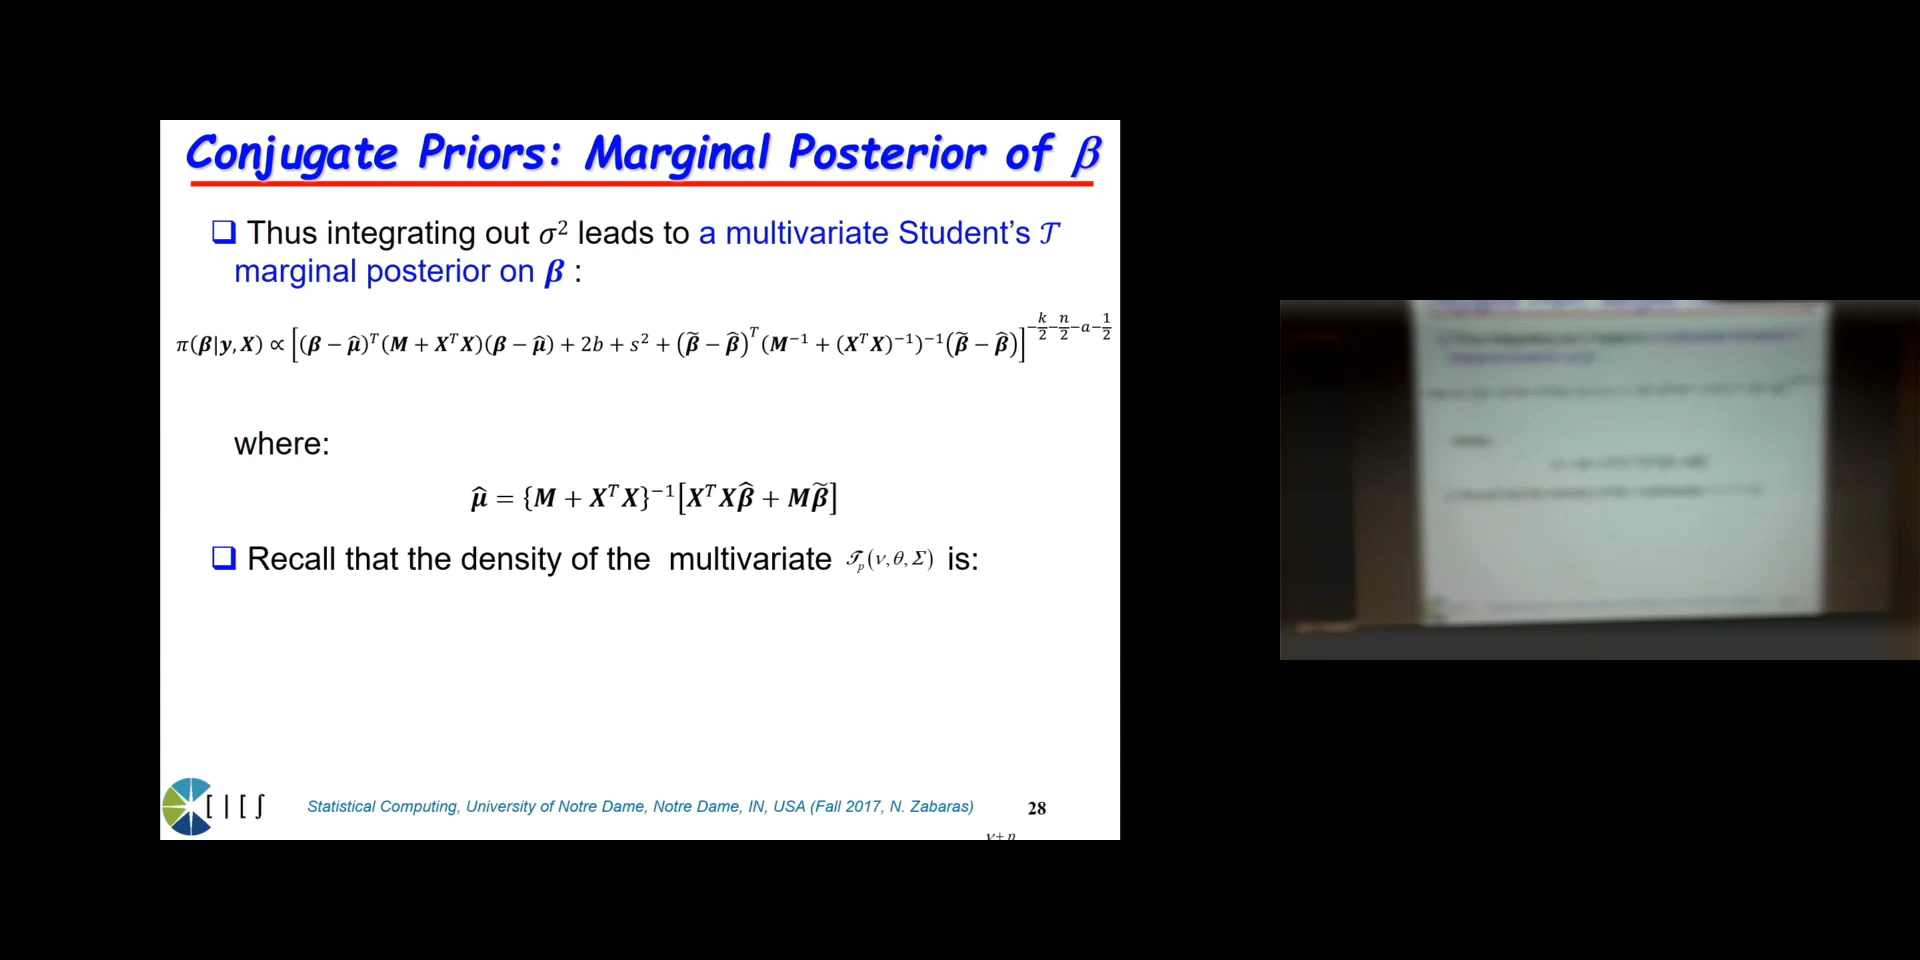 Conjugate Priors: Marginal Posterior of β
❑ Thus integrating out σ² leads to a multivariate Student's 𝒯
marginal posterior on β :
π(β|y, X) ∝ [(β − μ̂)ᵀ(M + XᵀX)(β − μ̂) + 2b + s² + (β̃ − β̂)ᵀ(M⁻¹ + (XᵀX)⁻¹)⁻¹(β̃ − β̂)]^(−k/2−n/2−a−1/2)
where:
μ̂ = {M + XᵀX}⁻¹[XᵀXβ̂ + Mβ̃]
❑ Recall that the density of the multivariate 𝒯ₚ(ν, θ, Σ) is:
Statistical Computing, University of Notre Dame, Notre Dame, IN, USA (Fall 2017, N. Zabaras) 28